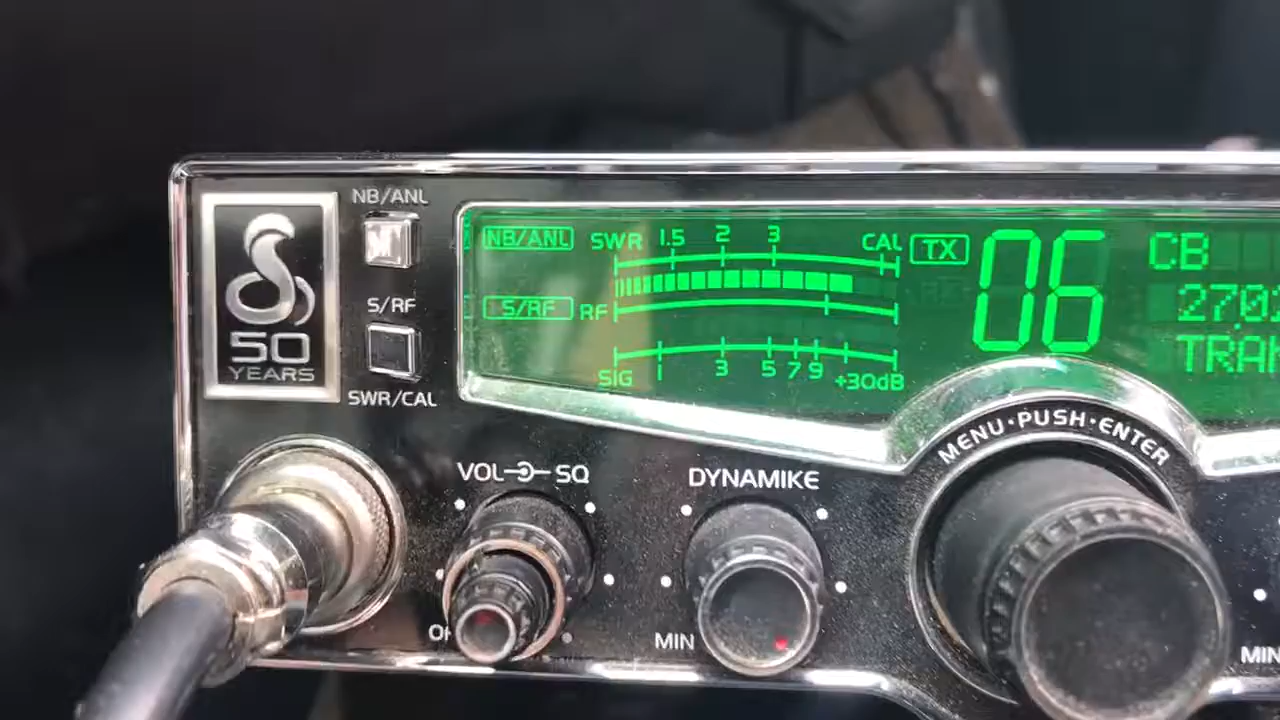 NB/ANL
S/RF
SWR/CAL
50
YEARS
NB/ANL SWR 1.5 2 3 CAL TX 06 CB
S/RF RF
SIG 1 3 5 7 9 +30dB
MENU·PUSH·ENTER
VOL SQ
DYNAMIKE
MIN
MIN